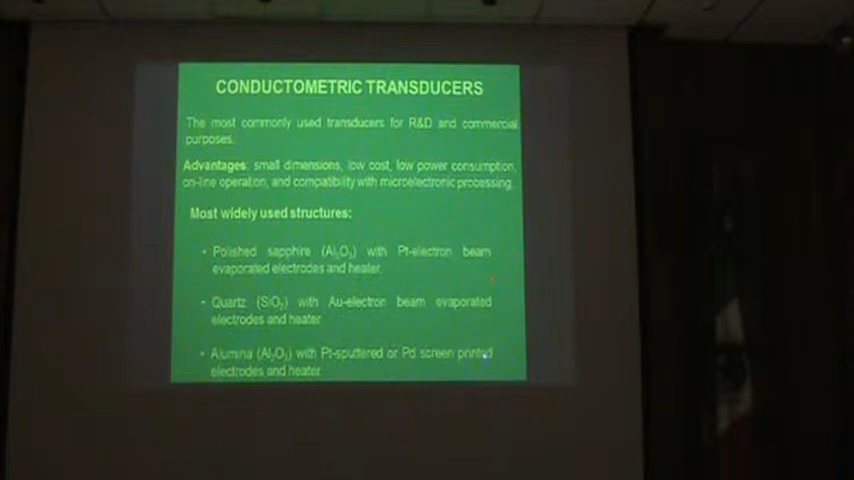 CONDUCTOMETRIC TRANSDUCERS
The most commonly used transducers for R&D and commercial
purposes.
Advantages: small dimensions, low cost, low power consumption,
on-line operation, and compatibility with microelectronic processing.
Most widely used structures:
• Polished sapphire (Al₂O₃) with Pt-electron beam
evaporated electrodes and heater.
• Quartz (SiO₂) with Au-electron beam evaporated
electrodes and heater
• Alumina (Al₂O₃) with Pt-sputtered or Pd screen printed
electrodes and heater